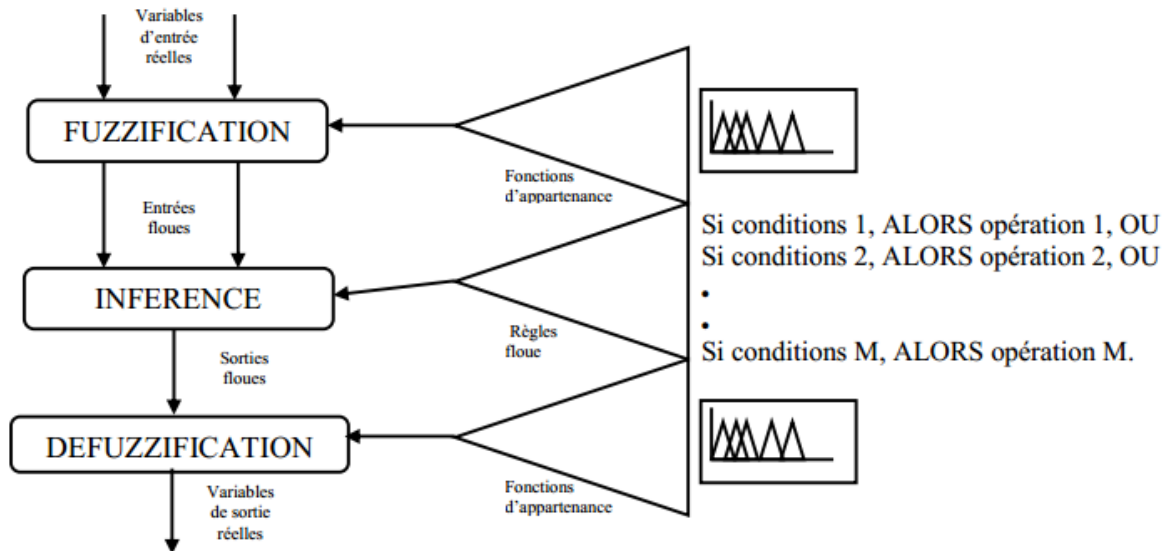 Variables
d'entrée
réelles
FUZZIFICATION
Fonctions
d'appartenance
Entrées
floues
Si conditions 1, ALORS opération 1, OU
Si conditions 2, ALORS opération 2, OU
•
•
Si conditions M, ALORS opération M.
INFERENCE
Règles
floue
Sorties
floues
DEFUZZIFICATION
Variables
de sortie
réelles
Fonctions
d'appartenance